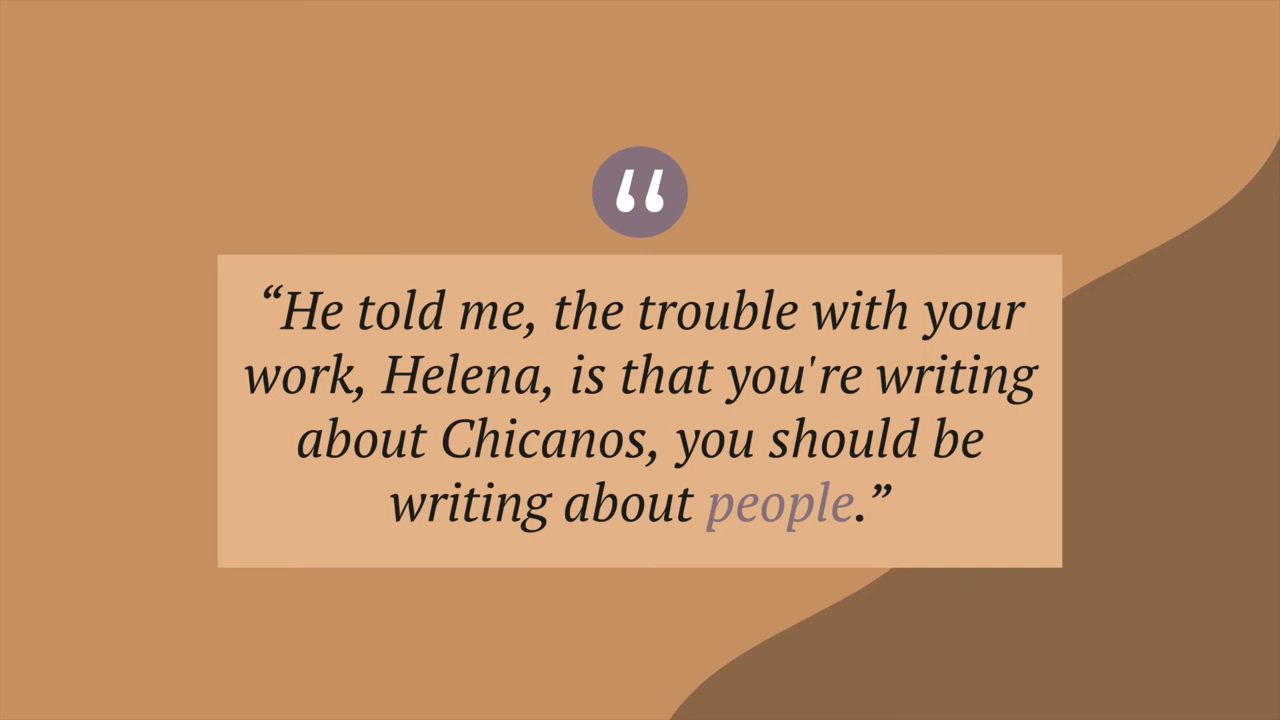 “
“He told me, the trouble with your
work, Helena, is that you're writing
about Chicanos, you should be
writing about people.”